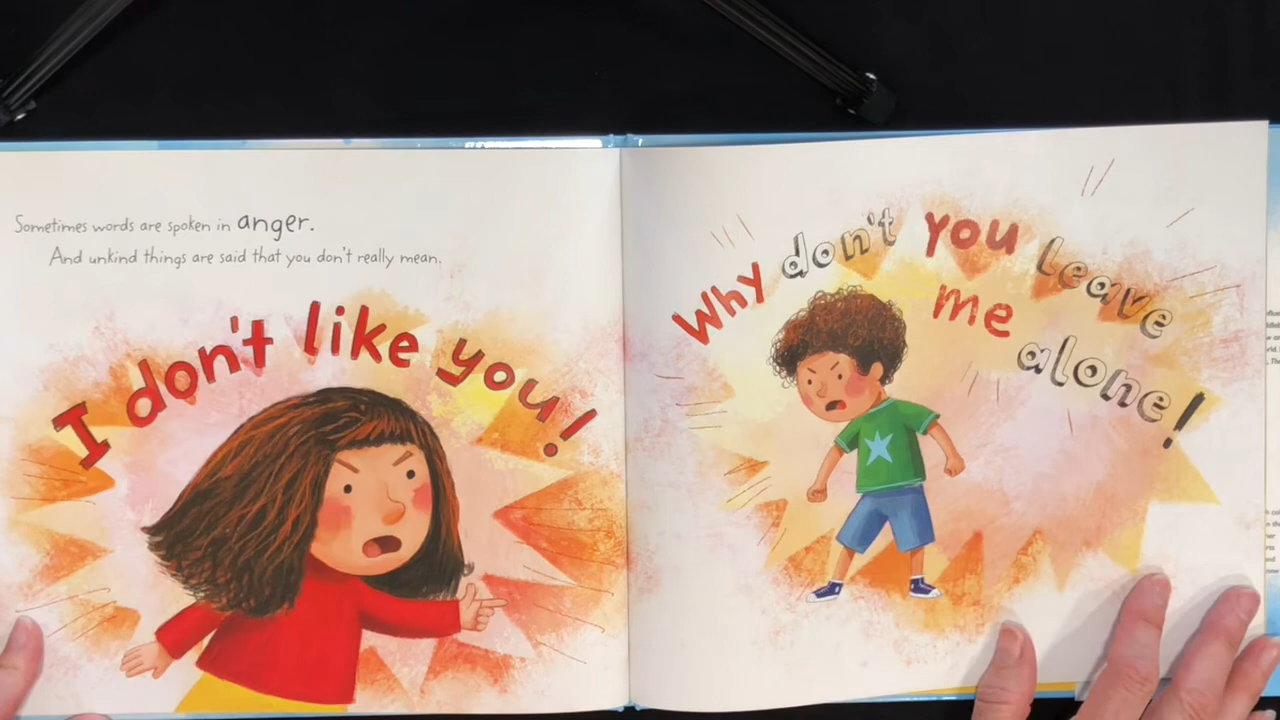 Sometimes words are spoken in anger.
And unkind things are said that you don't really mean.
I don't like you!
Why don't you leave
me alone!